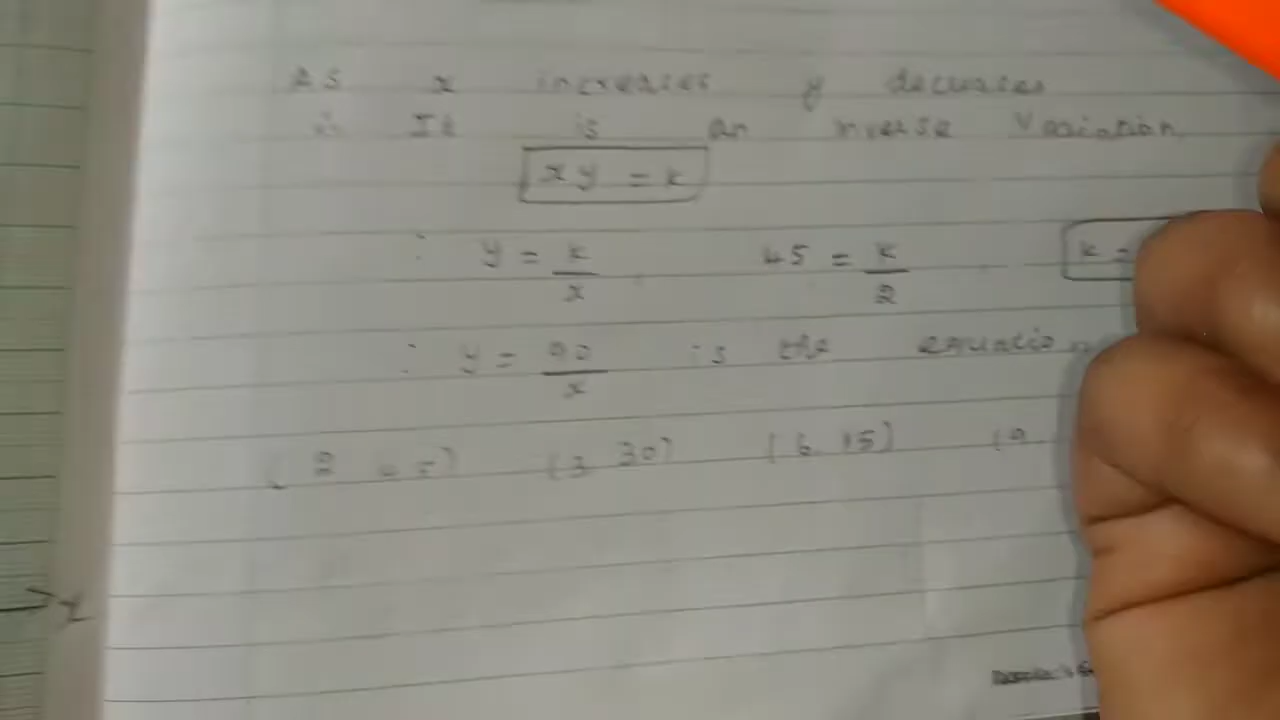 as x increases y decreases
∴ It is an inverse Variation
xy = k
∴ y = k/x 45 = k/2 k =
∴ y = 90/x is the equation
(2 45) (3 30) (6 15) (9